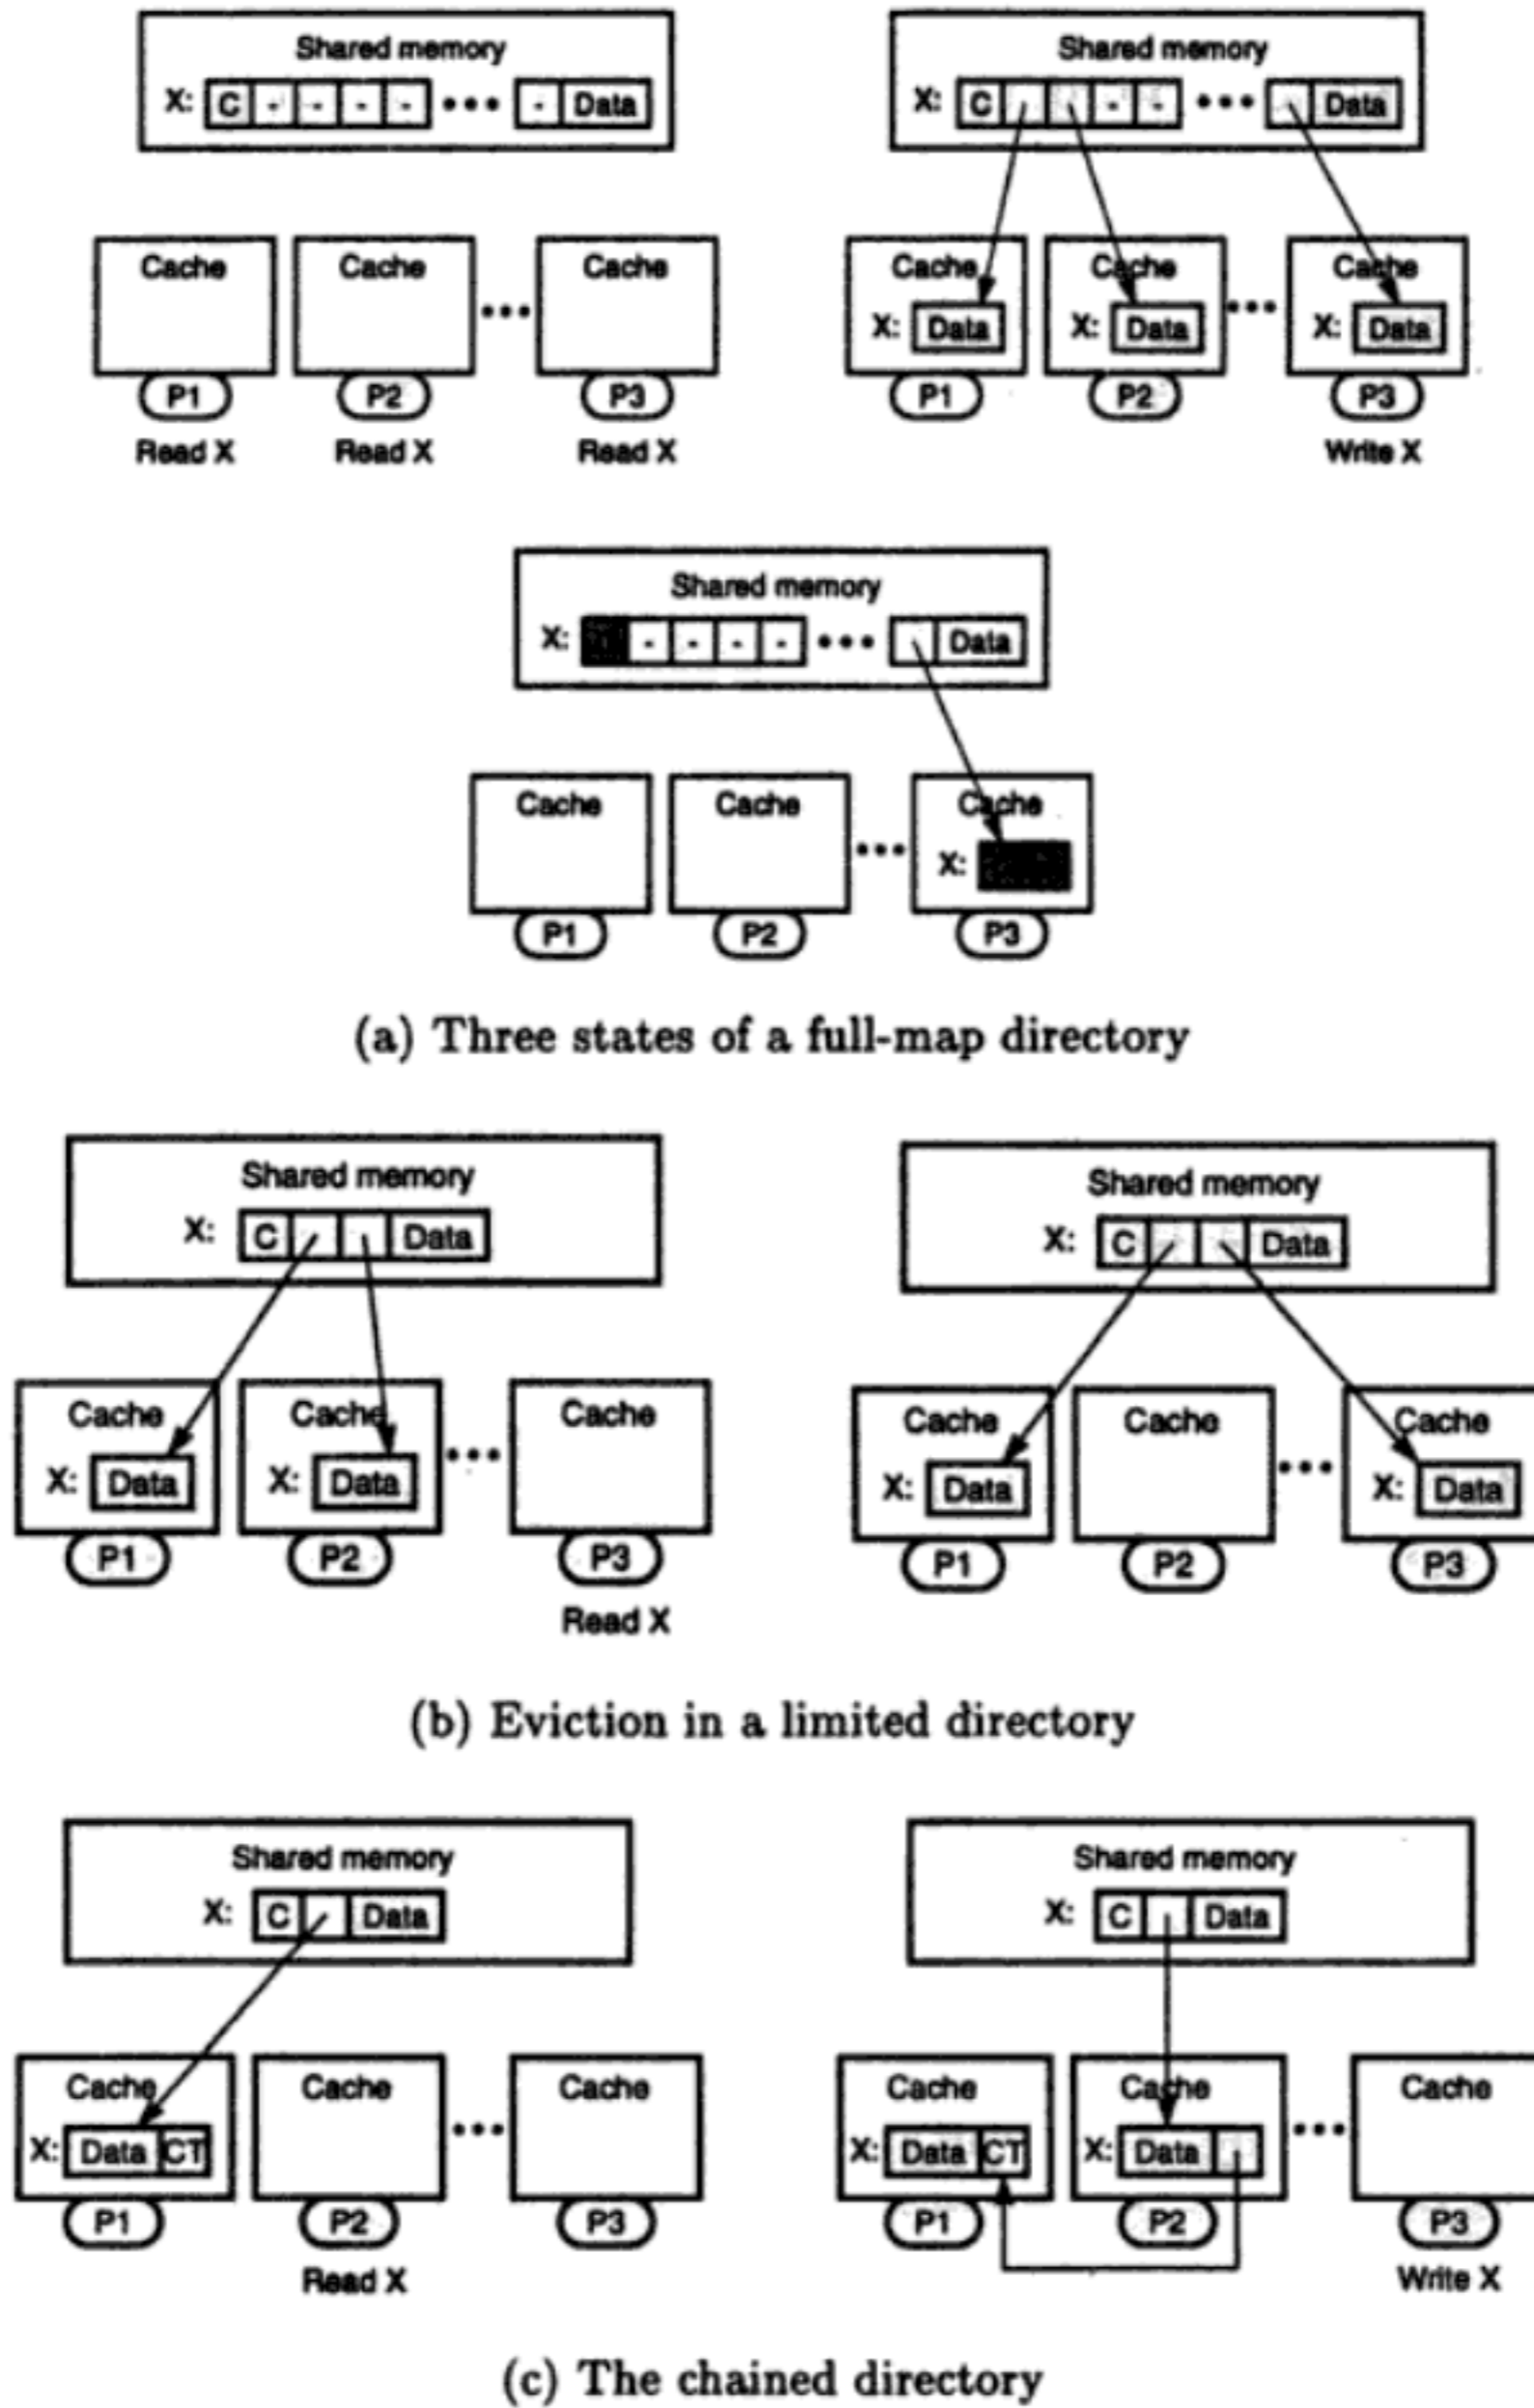 Shared memory
X: C - - - - ••• - Data
Cache Cache ••• Cache
P1 P2 P3
Read X Read X Read X
Shared memory
X: C - - ••• Data
Cache Cache ••• Cache
X: Data X: Data X: Data
P1 P2 P3
Write X
Shared memory
X: - - - - ••• Data
Cache Cache ••• Cache
X:
P1 P2 P3
(a) Three states of a full-map directory
Shared memory
X: C Data
Cache Cache ••• Cache
X: Data X: Data
P1 P2 P3
Read X
Shared memory
X: C Data
Cache Cache ••• Cache
X: Data X: Data
P1 P2 P3
(b) Eviction in a limited directory
Shared memory
X: C Data
Cache Cache ••• Cache
X: Data CT
P1 P2 P3
Read X
Shared memory
X: C Data
Cache Cache ••• Cache
X: Data CT X: Data
P1 P2 P3
Write X
(c) The chained directory